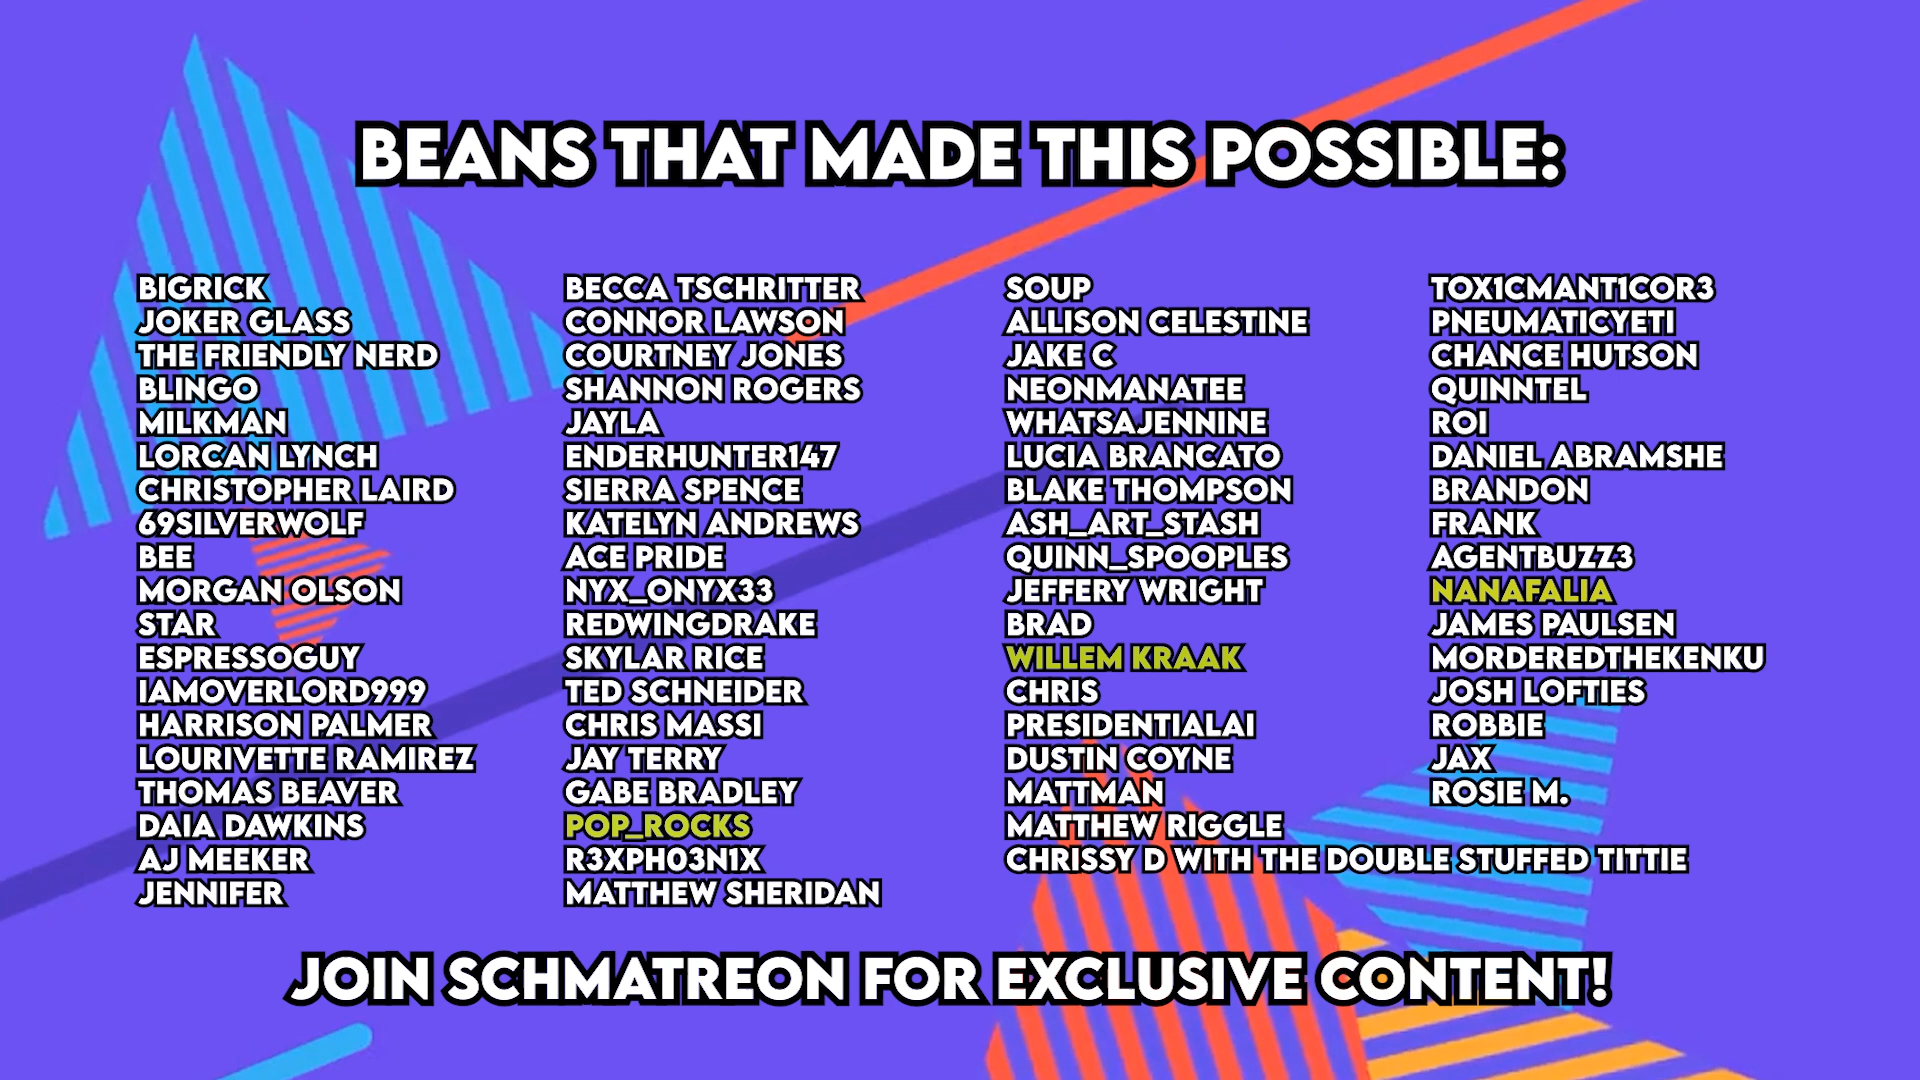 BEANS THAT MADE THIS POSSIBLE:
BIGRICK
JOKER GLASS
THE FRIENDLY NERD
BLINGO
MILKMAN
LORCAN LYNCH
CHRISTOPHER LAIRD
69SILVERWOLF
BEE
MORGAN OLSON
STAR
ESPRESSOGUY
IAMOVERLORD999
HARRISON PALMER
LOURIVETTE RAMIREZ
THOMAS BEAVER
DAIA DAWKINS
AJ MEEKER
JENNIFER
BECCA TSCHRITTER
CONNOR LAWSON
COURTNEY JONES
SHANNON ROGERS
JAYLA
ENDERHUNTER147
SIERRA SPENCE
KATELYN ANDREWS
ACE PRIDE
NYX_ONYX33
REDWINGDRAKE
SKYLAR RICE
TED SCHNEIDER
CHRIS MASSI
JAY TERRY
GABE BRADLEY
POP_ROCKS
R3XPH03N1X
MATTHEW SHERIDAN
SOUP
ALLISON CELESTINE
JAKE C
NEONMANATEE
WHATSAJENNINE
LUCIA BRANCATO
BLAKE THOMPSON
ASH_ART_STASH
QUINN_SPOOPLES
JEFFERY WRIGHT
BRAD
WILLEM KRAAK
CHRIS
PRESIDENTIALAI
DUSTIN COYNE
MATTMAN
MATTHEW RIGGLE
CHRISSY D WITH THE DOUBLE STUFFED TITTIE
TOX1CMANT1COR3
PNEUMATICYETI
CHANCE HUTSON
QUINNTEL
ROI
DANIEL ABRAMSHE
BRANDON
FRANK
AGENTBUZZ3
NANAFALIA
JAMES PAULSEN
MORDEREDTHEKENKU
JOSH LOFTIES
ROBBIE
JAX
ROSIE M.
JOIN SCHMATREON FOR EXCLUSIVE CONTENT!